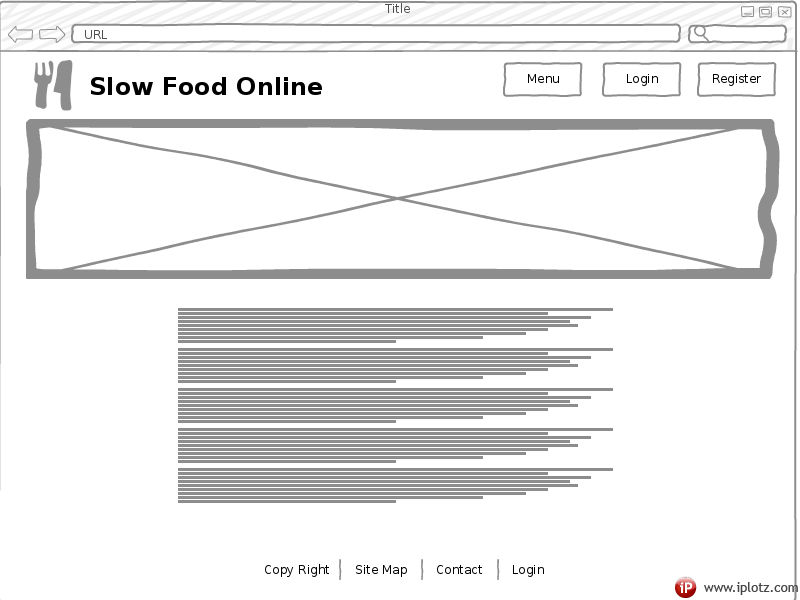 Title
URL
Slow Food Online
Menu
Login
Register
Copy Right
Site Map
Contact
Login
iP www.iplotz.com